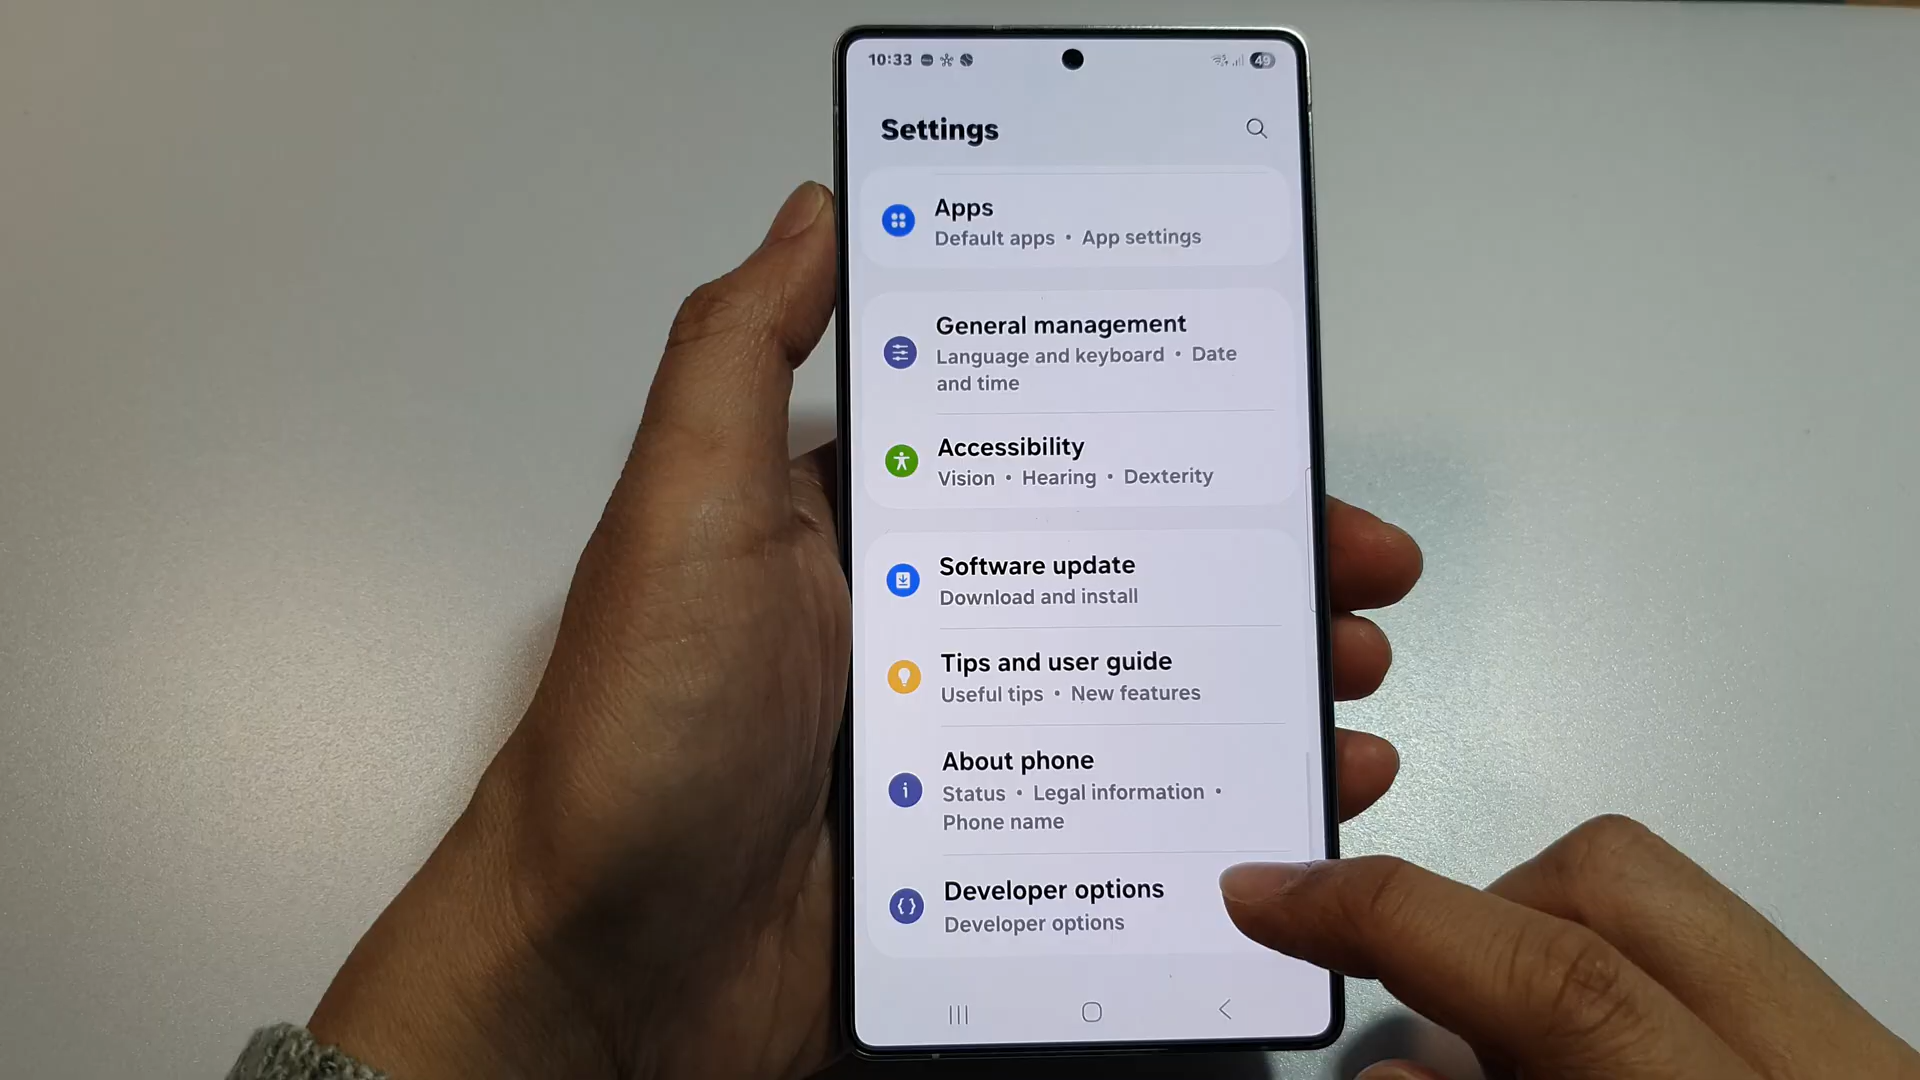 10:33
49
Settings
Apps
Default apps • App settings
General management
Language and keyboard • Date
and time
Accessibility
Vision • Hearing • Dexterity
Software update
Download and install
Tips and user guide
Useful tips • New features
About phone
Status • Legal information •
Phone name
Developer options
Developer options